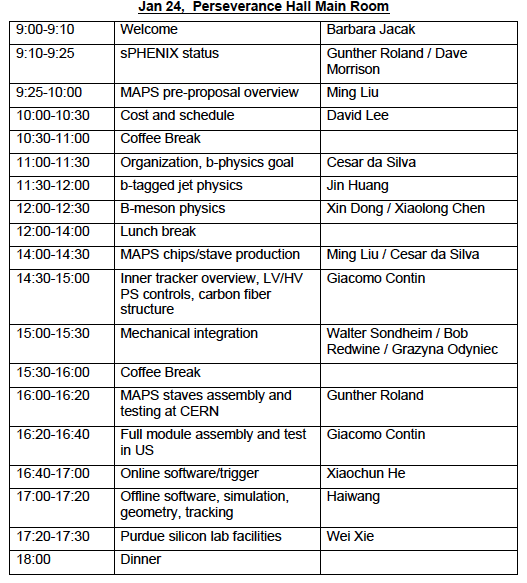 Jan 24,  Perseverance Hall Main Room
9:00-9:10 Welcome Barbara Jacak
9:10-9:25 sPHENIX status Gunther Roland / Dave
Morrison
9:25-10:00 MAPS pre-proposal overview Ming Liu
10:00-10:30 Cost and schedule David Lee
10:30-11:00 Coffee Break
11:00-11:30 Organization, b-physics goal Cesar da Silva
11:30-12:00 b-tagged jet physics Jin Huang
12:00-12:30 B-meson physics Xin Dong / Xiaolong Chen
12:00-14:00 Lunch break
14:00-14:30 MAPS chips/stave production Ming Liu / Cesar da Silva
14:30-15:00 Inner tracker overview, LV/HV Giacomo Contin
PS controls, carbon fiber
structure
15:00-15:30 Mechanical integration Walter Sondheim / Bob
Redwine / Grazyna Odyniec
15:30-16:00 Coffee Break
16:00-16:20 MAPS staves assembly and Gunther Roland
testing at CERN
16:20-16:40 Full module assembly and test Giacomo Contin
in US
16:40-17:00 Online software/trigger Xiaochun He
17:00-17:20 Offline software, simulation, Haiwang
geometry, tracking
17:20-17:30 Purdue silicon lab facilities Wei Xie
18:00 Dinner